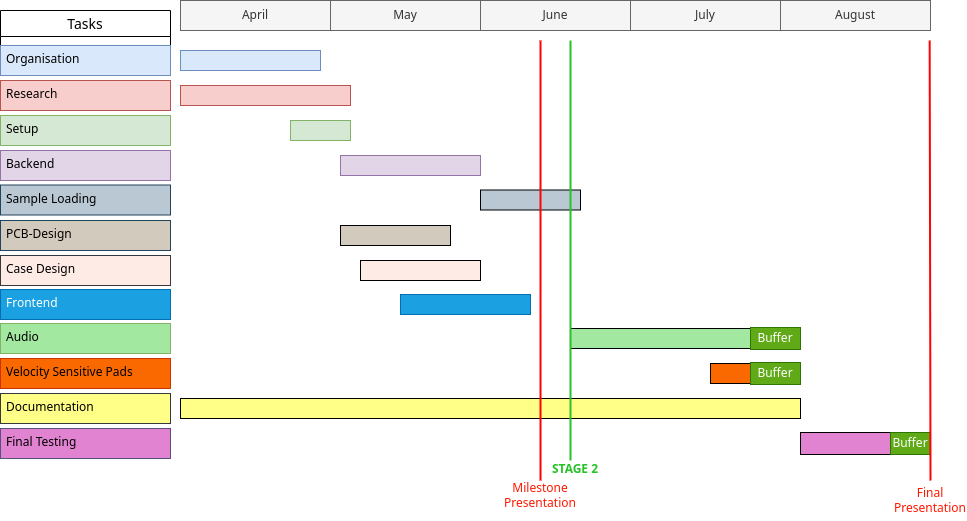 Tasks
April
May
June
July
August
Organisation
Research
Setup
Backend
Sample Loading
PCB-Design
Case Design
Frontend
Audio
Buffer
Velocity Sensitive Pads
Buffer
Documentation
Final Testing
Buffer
STAGE 2
Milestone
Presentation
Final
Presentation